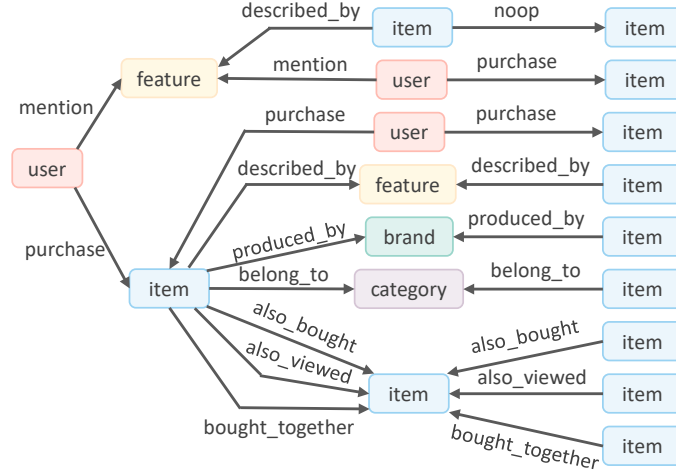 described_by
item
noop
item
feature
mention
user
purchase
item
mention
purchase
user
purchase
item
user
described_by
feature
described_by
item
purchase
produced_by
brand
produced_by
item
item
belong_to
category
belong_to
item
also_bought
also_bought
item
also_viewed
item
also_viewed
item
bought_together
bought_together
item